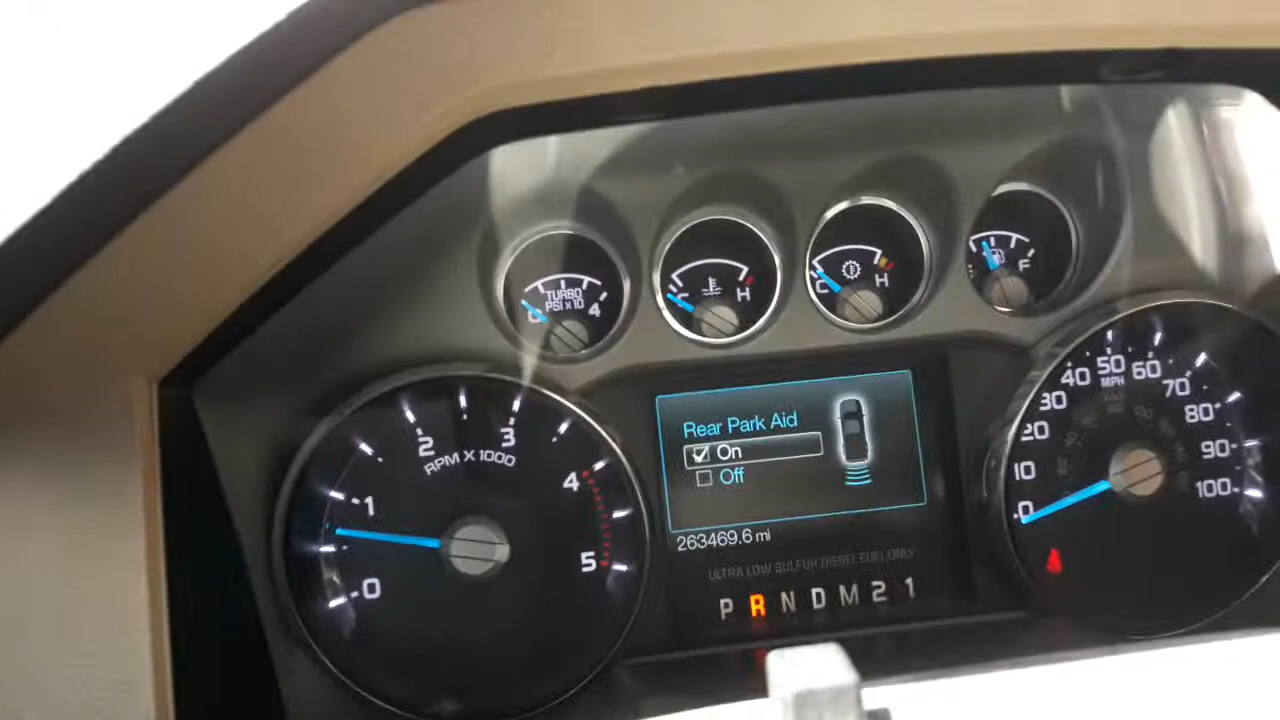 TURBO
PSI x 10
0 4
C H
C H
F
0 1 2 3 4 5
RPM X 1000
Rear Park Aid
On
Off
263469.6 mi
ULTRA LOW SULFUR DIESEL FUEL ONLY
P R N D M 2 1
0 10 20 30 40 50 60 70 80 90 100
MPH